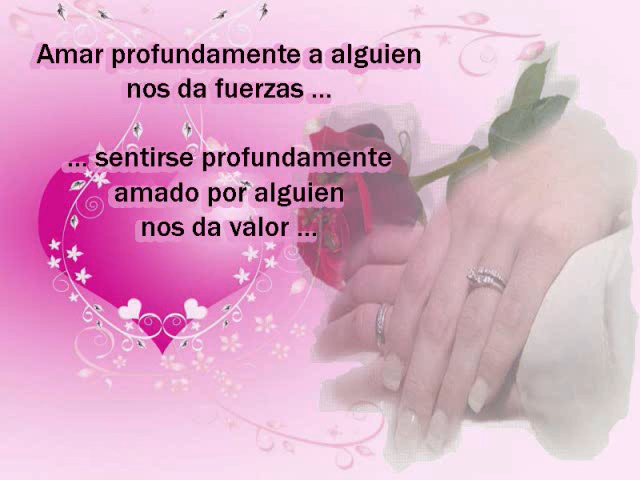 Amar profundamente a alguien
nos da fuerzas ...
... sentirse profundamente
amado por alguien
nos da valor ...